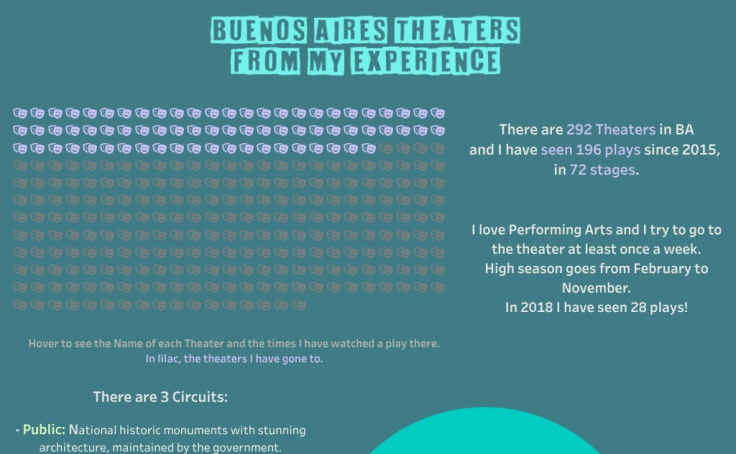 BUENOS AIRES THEATERS
FROM MY EXPERIENCE
There are 292 Theaters in BA
and I have seen 196 plays since 2015,
in 72 stages.
I love Performing Arts and I try to go to
the theater at least once a week.
High season goes from February to
November.
In 2018 I have seen 28 plays!
Hover to see the Name of each Theater and the times I have watched a play there.
In lilac, the theaters I have gone to.
There are 3 Circuits:
- Public: National historic monuments with stunning
architecture, maintained by the government.